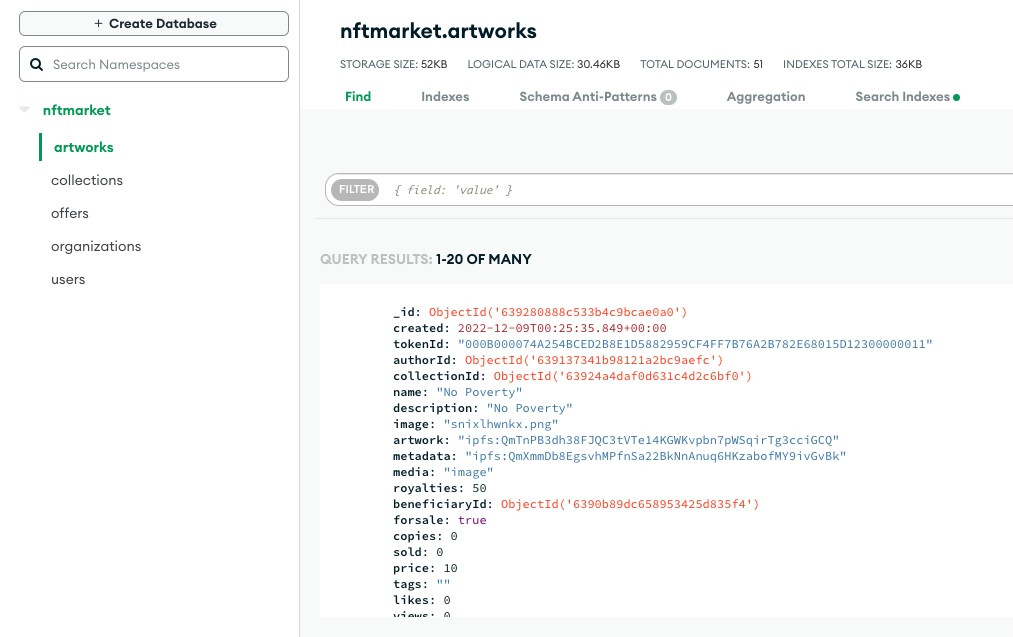 + Create Database
Search Namespaces
nftmarket
artworks
collections
offers
organizations
users
nftmarket.artworks
STORAGE SIZE: 52KB LOGICAL DATA SIZE: 30.46KB TOTAL DOCUMENTS: 51 INDEXES TOTAL SIZE: 36KB
Find Indexes Schema Anti-Patterns 0 Aggregation Search Indexes
FILTER { field: 'value' }
QUERY RESULTS: 1-20 OF MANY
_id: ObjectId('639280888c533b4c9bcae0a0')
created: 2022-12-09T00:25:35.849+00:00
tokenId: "000B000074A254BCED2B8E1D5882959CF4FF7B76A2B782E68015D12300000011"
authorId: ObjectId('639137341b98121a2bc9aefc')
collectionId: ObjectId('63924a4daf0d631c4d2c6bf0')
name: "No Poverty"
description: "No Poverty"
image: "snixlhwnkx.png"
artwork: "ipfs:QmTnPB3dh38FJQC3tVTe14KGWKvpbn7pWSqirTg3cciGCQ"
metadata: "ipfs:QmXmmDb8EgsvhMPfnSa22BkNnAnuq6HKzabofMY9ivGvBk"
media: "image"
royalties: 50
beneficiaryId: ObjectId('6390b89dc658953425d835f4')
forsale: true
copies: 0
sold: 0
price: 10
tags: ""
likes: 0
views: 0